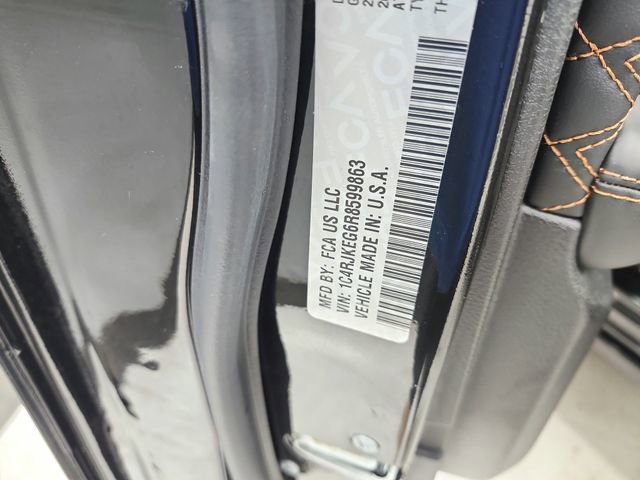 MFD BY: FCA US LLC
VIN: 1C4RJKEG6R8599863
VEHICLE MADE IN: U.S.A.